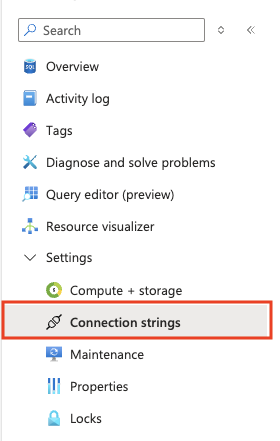 Search
Overview
Activity log
Tags
Diagnose and solve problems
Query editor (preview)
Resource visualizer
Settings
Compute + storage
Connection strings
Maintenance
Properties
Locks